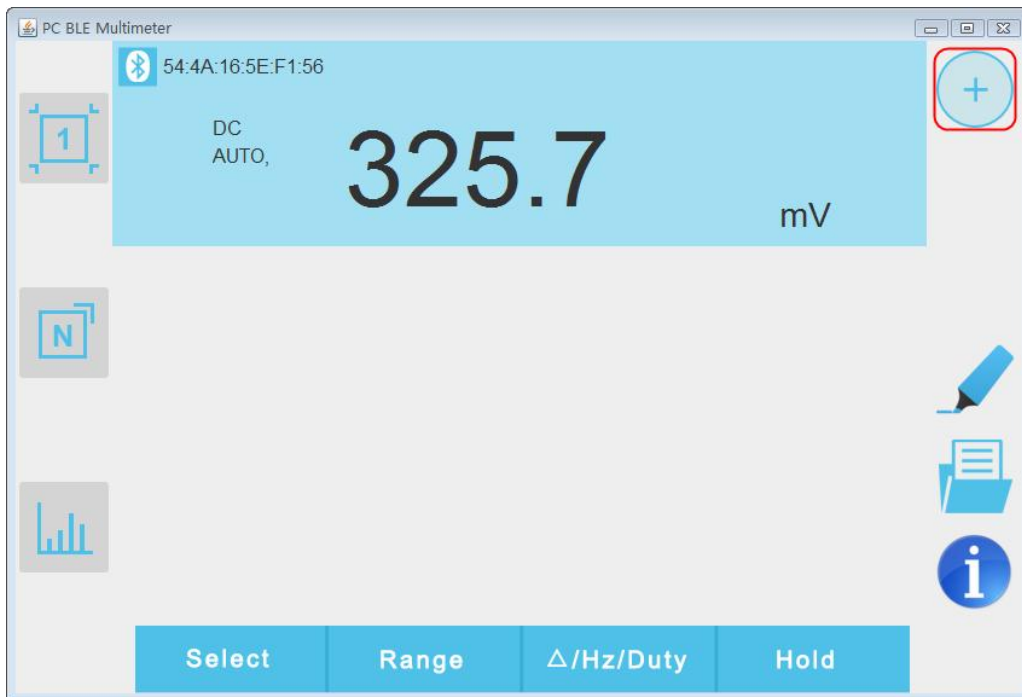 PC BLE Multimeter
54:4A:16:5E:F1:56
DC
AUTO,
325.7
mV
1
N
Select
Range
△/Hz/Duty
Hold